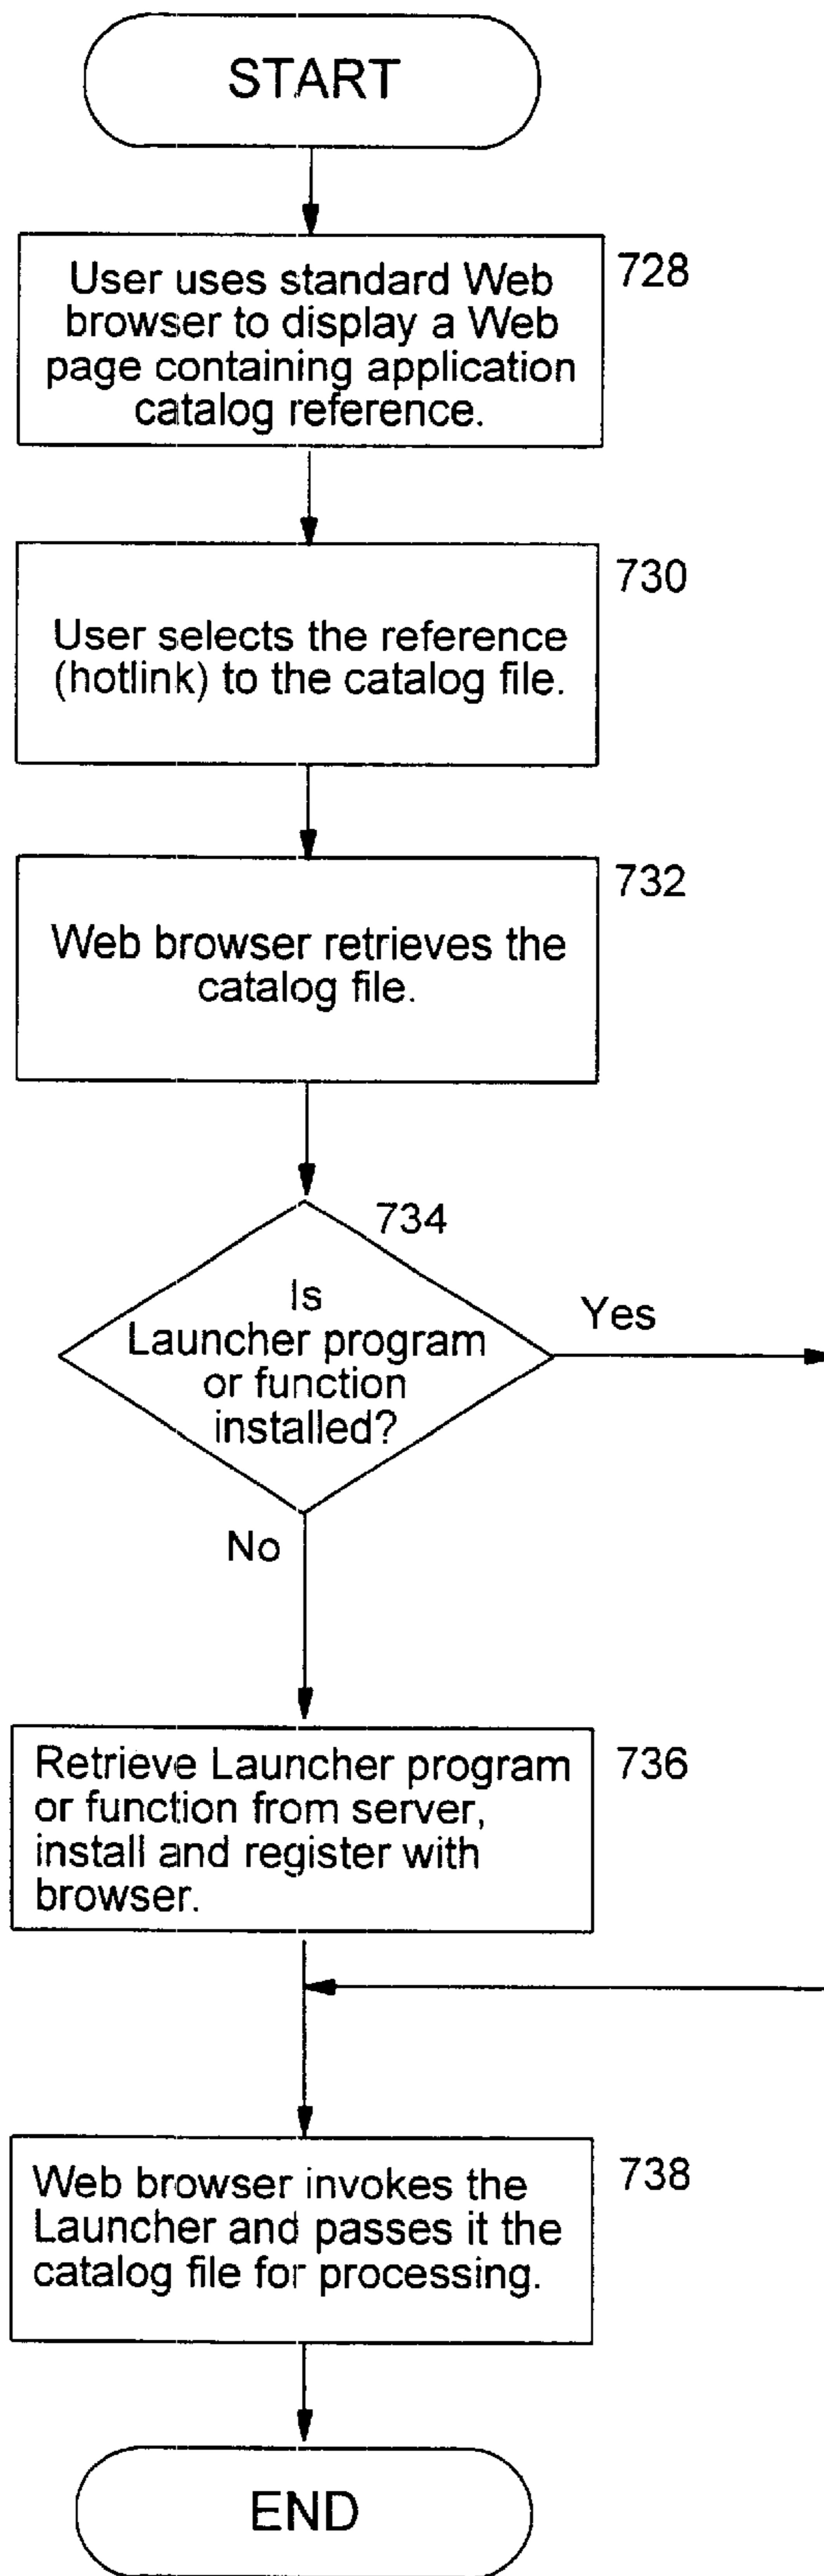 START
728
User uses standard Web
browser to display a Web
page containing application
catalog reference.
730
User selects the reference
(hotlink) to the catalog file.
732
Web browser retrieves the
catalog file.
734
Is
Launcher program
or function
installed?
Yes
No
736
Retrieve Launcher program
or function from server,
install and register with
browser.
738
Web browser invokes the
Launcher and passes it the
catalog file for processing.
END